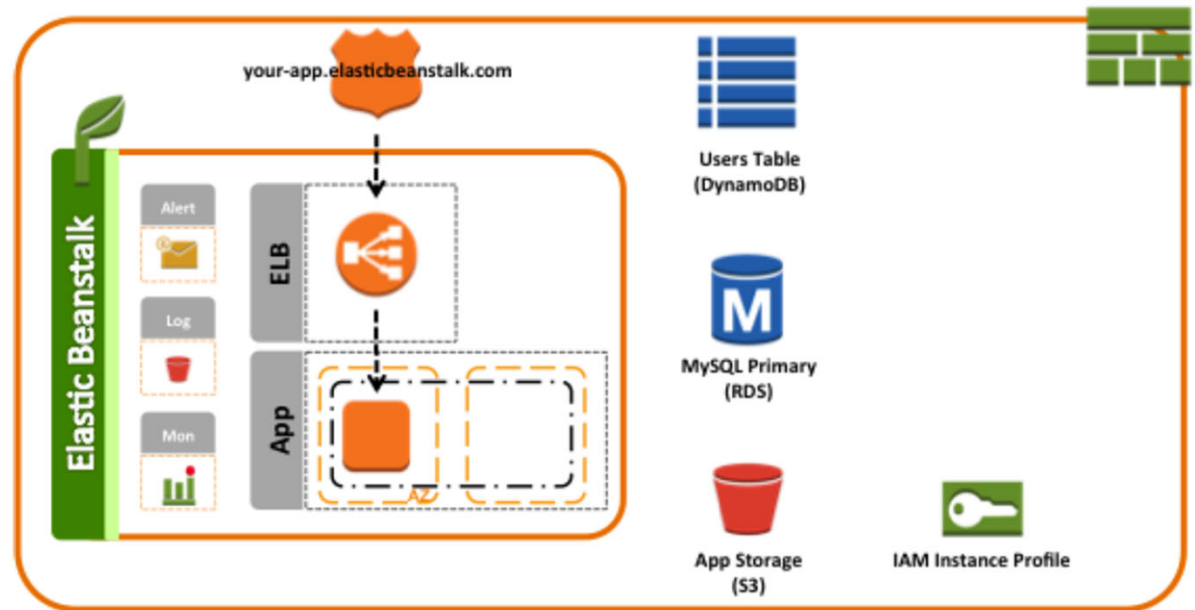 your-app.elasticbeanstalk.com
Elastic Beanstalk
Alert
Log
Mon
ELB
App
AZ
Users Table
(DynamoDB)
M
MySQL Primary
(RDS)
App Storage
(S3)
IAM Instance Profile